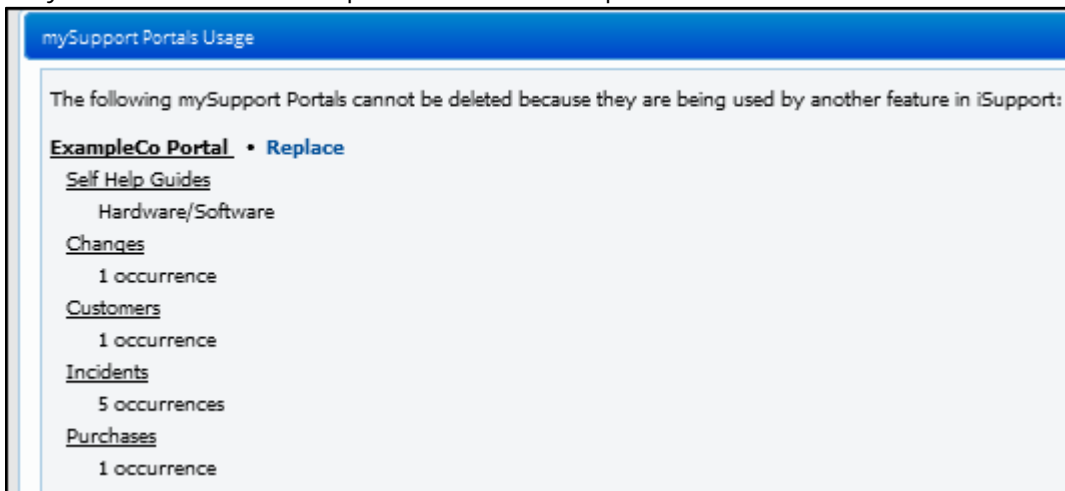 mySupport Portals Usage
The following mySupport Portals cannot be deleted because they are being used by another feature in iSupport:
ExampleCo Portal • Replace
Self Help Guides
Hardware/Software
Changes
1 occurrence
Customers
1 occurrence
Incidents
5 occurrences
Purchases
1 occurrence